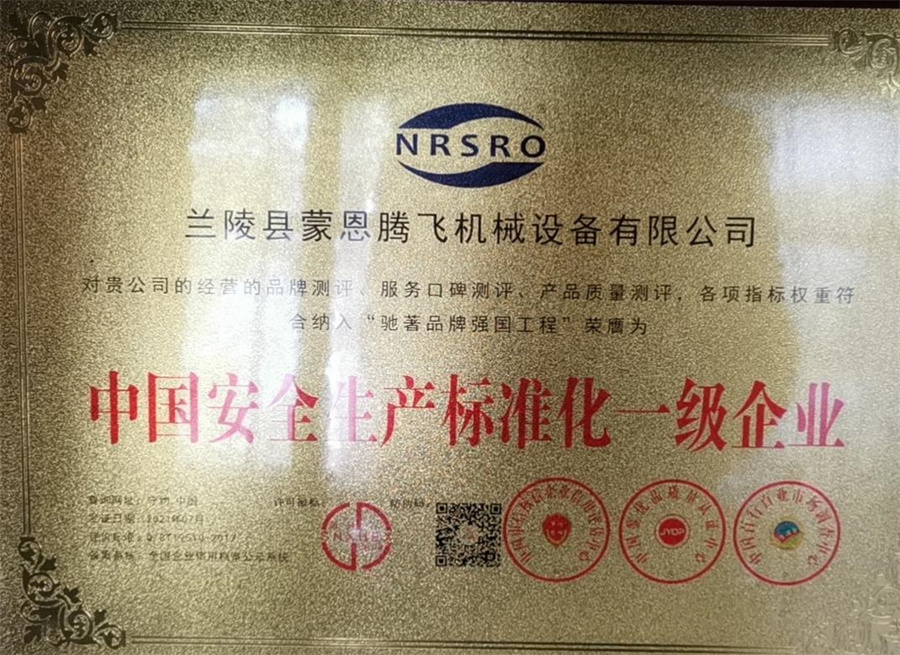 NRSRO
兰陵县蒙恩腾飞机械设备有限公司
对贵公司的经营的品牌测评、服务口碑测评、产品质量测评，各项指标权重符
合纳入“驰著品牌强国工程”荣膺为
中国安全生产标准化一级企业
JYDP